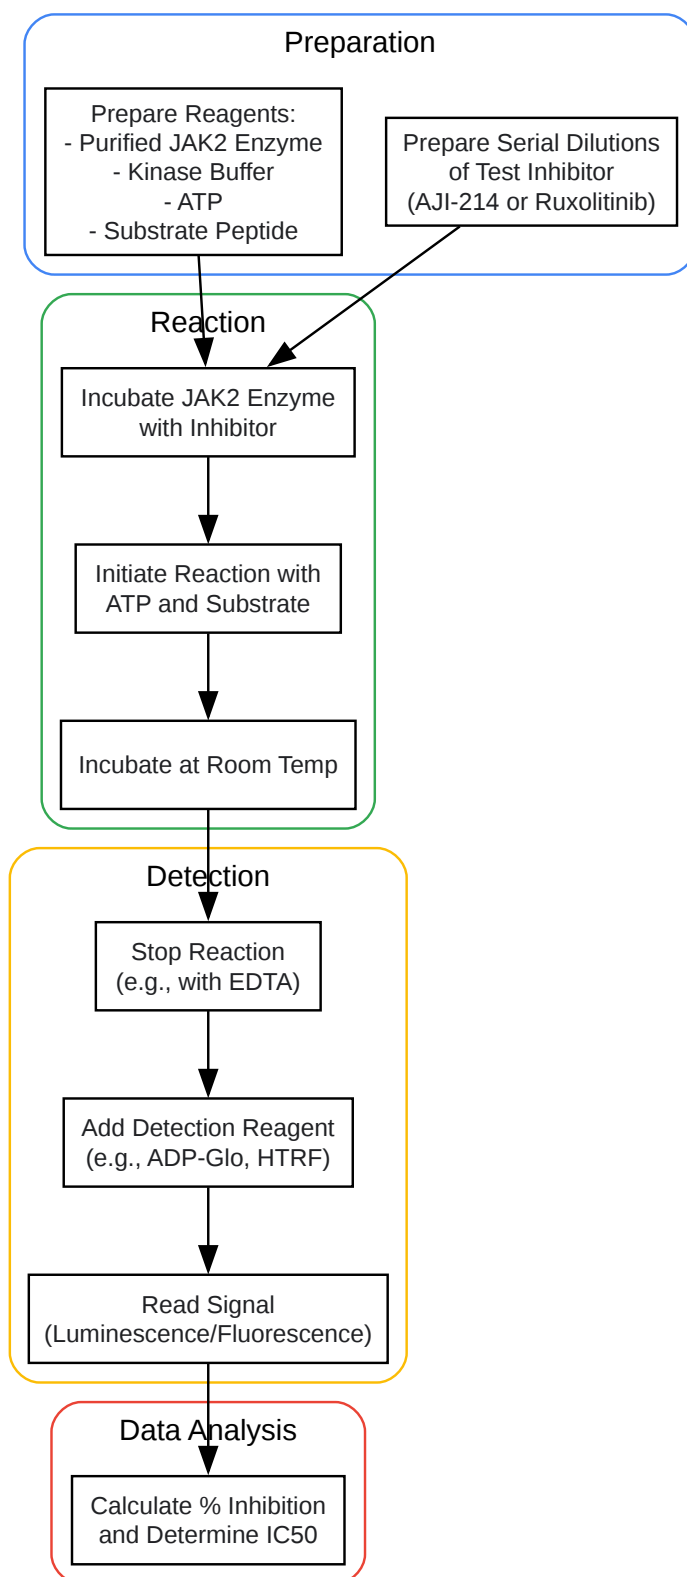 Preparation
Prepare Reagents:
- Purified JAK2 Enzyme
- Kinase Buffer
- ATP
- Substrate Peptide
Prepare Serial Dilutions
of Test Inhibitor
(AJI-214 or Ruxolitinib)
Reaction
Incubate JAK2 Enzyme
with Inhibitor
Initiate Reaction with
ATP and Substrate
Incubate at Room Temp
Detection
Stop Reaction
(e.g., with EDTA)
Add Detection Reagent
(e.g., ADP-Glo, HTRF)
Read Signal
(Luminescence/Fluorescence)
Data Analysis
Calculate % Inhibition
and Determine IC50